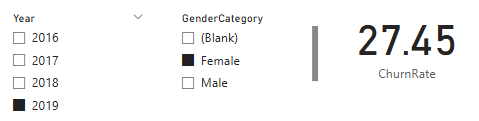 Year
2016
2017
2018
2019
GenderCategory
(Blank)
Female
Male
27.45
ChurnRate